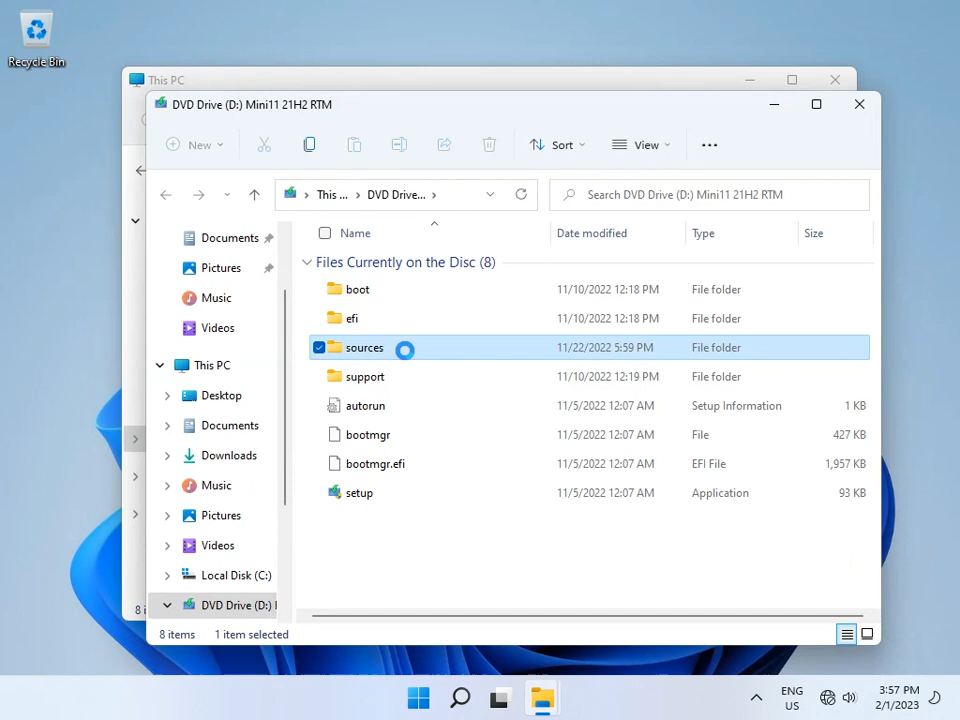 Recycle Bin
This PC
DVD Drive (D:) Mini11 21H2 RTM
New
Sort
View
This ...
DVD Drive...
Search DVD Drive (D:) Mini11 21H2 RTM
Name
Date modified
Type
Size
Files Currently on the Disc (8)
boot 11/10/2022 12:18 PM File folder
efi 11/10/2022 12:18 PM File folder
sources 11/22/2022 5:59 PM File folder
support 11/10/2022 12:19 PM File folder
autorun 11/5/2022 12:07 AM Setup Information 1 KB
bootmgr 11/5/2022 12:07 AM File 427 KB
bootmgr.efi 11/5/2022 12:07 AM EFI File 1,957 KB
setup 11/5/2022 12:07 AM Application 93 KB
Documents
Pictures
Music
Videos
This PC
Desktop
Documents
Downloads
Music
Pictures
Videos
Local Disk (C:)
DVD Drive (D:)
8 items
1 item selected
8 i
ENG
US
3:57 PM
2/1/2023